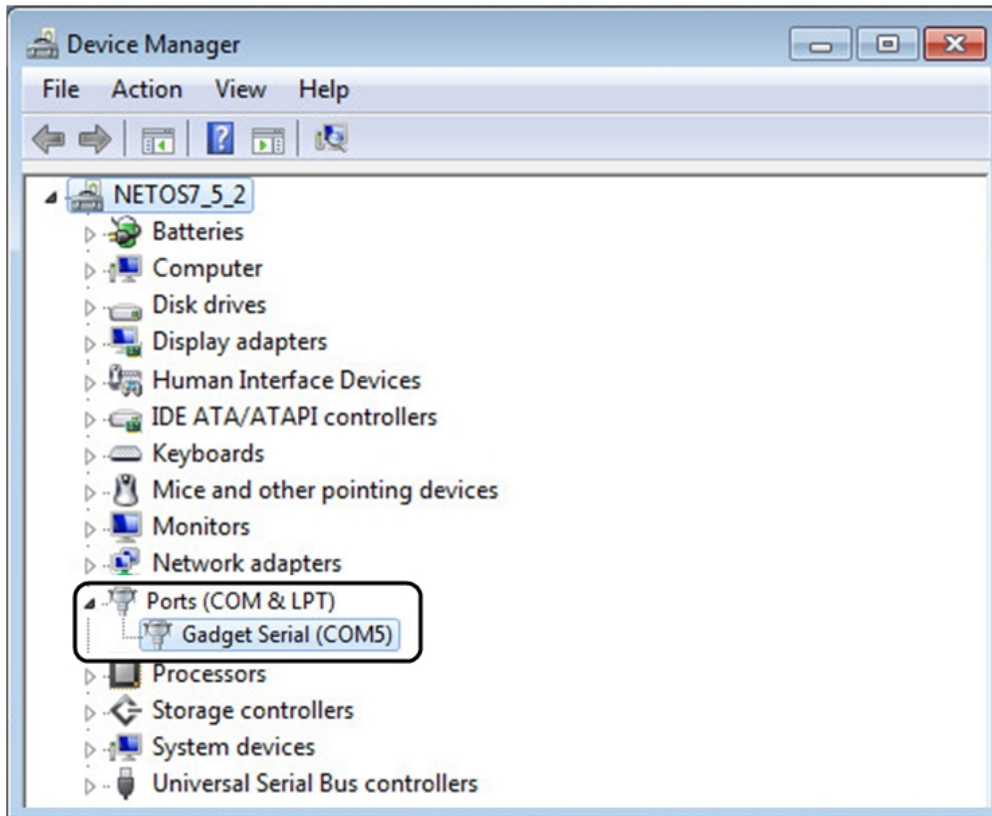 Device Manager
File Action View Help
NETOS7_5_2
Batteries
Computer
Disk drives
Display adapters
Human Interface Devices
IDE ATA/ATAPI controllers
Keyboards
Mice and other pointing devices
Monitors
Network adapters
Ports (COM & LPT)
Gadget Serial (COM5)
Processors
Storage controllers
System devices
Universal Serial Bus controllers